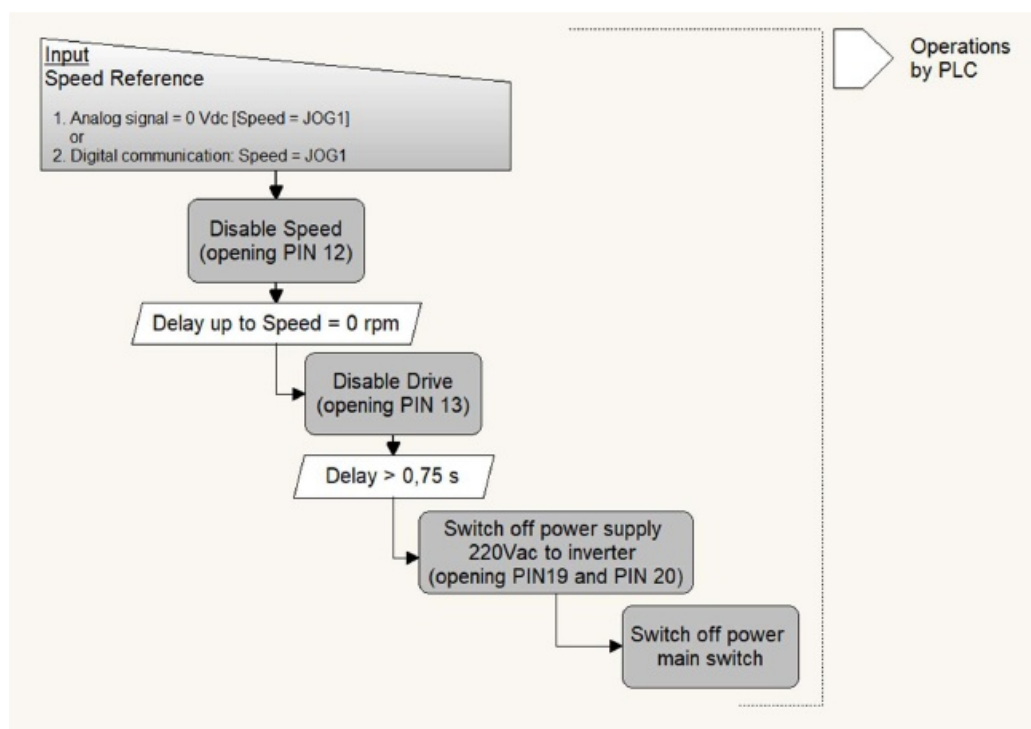 Input
Speed Reference
1. Analog signal = 0 Vdc [Speed = JOG1]
or
2. Digital communication: Speed = JOG1
Operations
by PLC
Disable Speed
(opening PIN 12)
Delay up to Speed = 0 rpm
Disable Drive
(opening PIN 13)
Delay > 0,75 s
Switch off power supply
220Vac to inverter
(opening PIN19 and PIN 20)
Switch off power
main switch